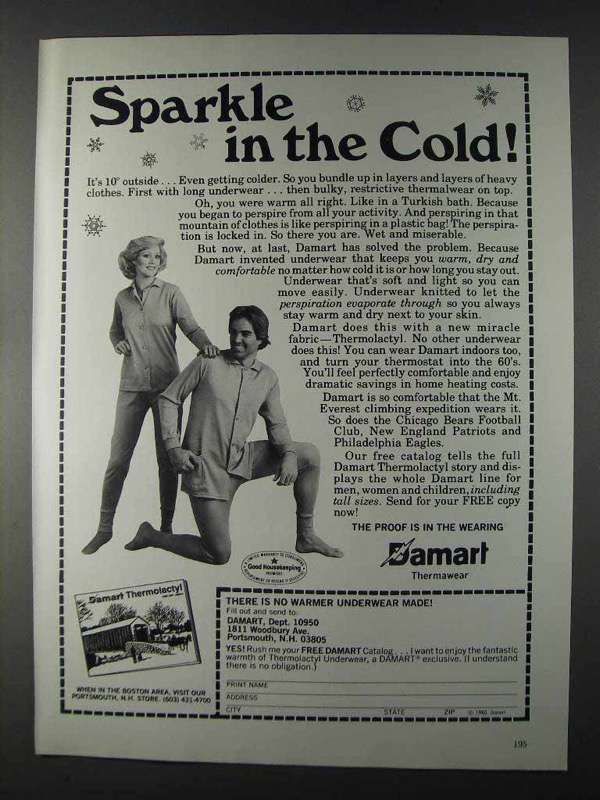 Sparkle
in the Cold!
It's 10° outside . . . Even getting colder. So you bundle up in layers and layers of heavy
clothes. First with long underwear . . . then bulky, restrictive thermalwear on top.
Oh, you were warm all right. Like in a Turkish bath. Because
you began to perspire from all your activity. And perspiring in that
mountain of clothes is like perspiring in a plastic bag! The perspira-
tion is locked in. So there you are. Wet and miserable.
But now, at last, Damart has solved the problem. Because
Damart invented underwear that keeps you warm, dry and
comfortable no matter how cold it is or how long you stay out.
Underwear that's soft and light so you can
move easily. Underwear knitted to let the
perspiration evaporate through so you always
stay warm and dry next to your skin.
Damart does this with a new miracle
fabric—Thermolactyl. No other underwear
does this! You can wear Damart indoors too,
and turn your thermostat into the 60's.
You'll feel perfectly comfortable and enjoy
dramatic savings in home heating costs.
Damart is so comfortable that the Mt.
Everest climbing expedition wears it.
So does the Chicago Bears Football
Club, New England Patriots and
Philadelphia Eagles.
Our free catalog tells the full
Damart Thermolactyl story and dis-
plays the whole Damart line for
men, women and children, including
tall sizes. Send for your FREE copy
now!
THE PROOF IS IN THE WEARING
Damart
Thermawear
Good Housekeeping
PROMISES
Damart Thermolactyl
WHEN IN THE BOSTON AREA, VISIT OUR
PORTSMOUTH, N.H. STORE. (603) 431-4700
THERE IS NO WARMER UNDERWEAR MADE!
Fill out and send to:
DAMART, Dept. 10950
1811 Woodbury Ave.
Portsmouth, N.H. 03805
YES! Rush me your FREE DAMART Catalog . . . I want to enjoy the fantastic
warmth of Thermolactyl Underwear, a DAMART® exclusive. (I understand
there is no obligation.)
PRINT NAME
ADDRESS
CITY STATE ZIP © 1980 Damart
195